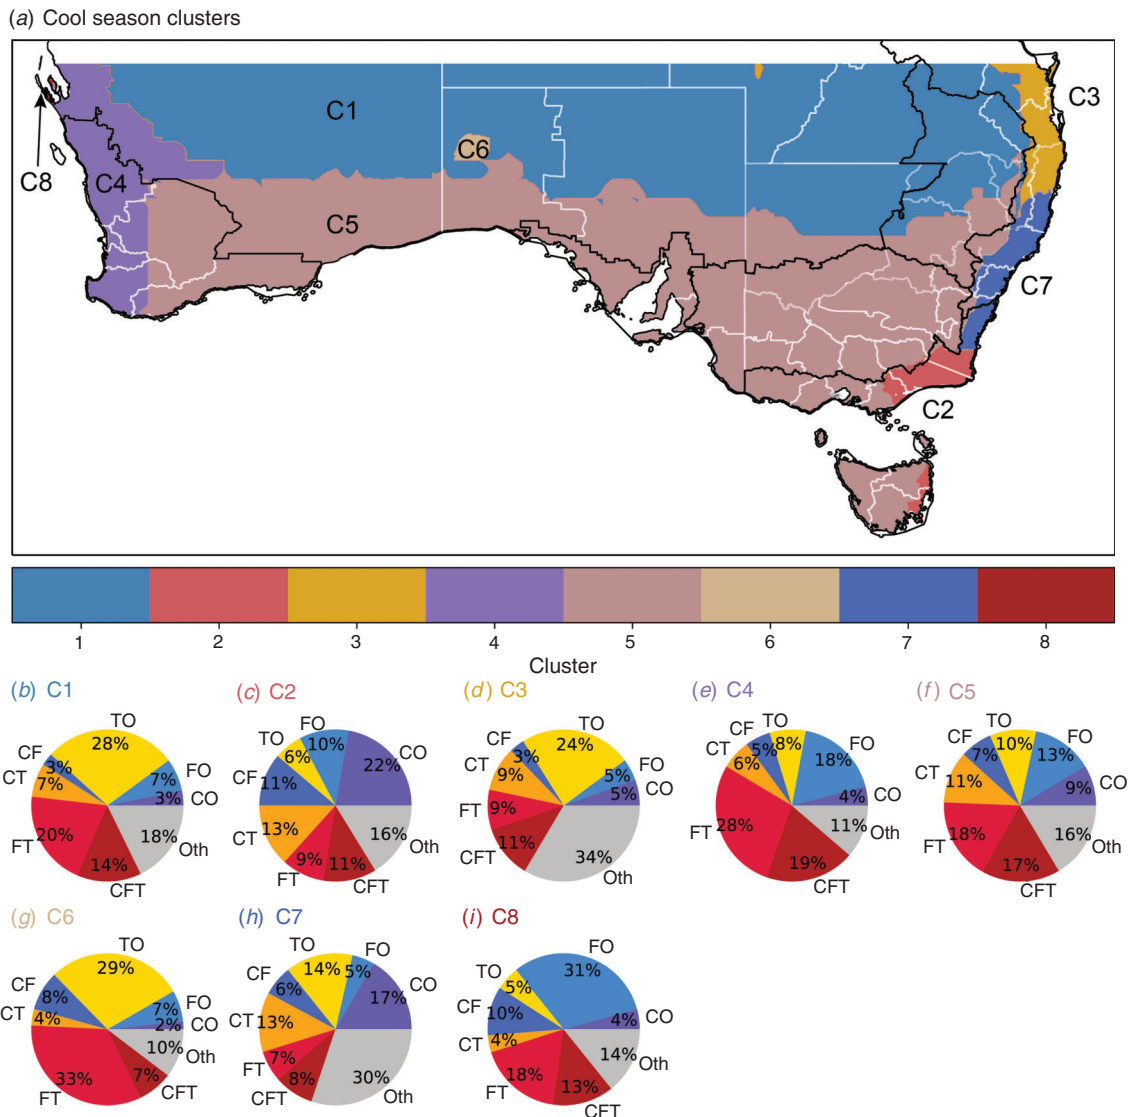 (a) Cool season clusters
C3
C1
C6
C8
C4
C5
C7
C2
1 2 3 4 5 6 7 8
Cluster
(b) C1
TO 28%
CF 3%
CT 7%
FT 20%
CFT 14%
Oth 18%
CO 3%
FO 7%
(c) C2
FO 10%
TO 6%
CF 11%
CT 13%
FT 9%
CFT 11%
Oth 16%
CO 22%
(d) C3
TO 24%
CF 3%
CT 9%
FT 9%
CFT 11%
Oth 34%
CO 5%
FO 5%
(e) C4
TO 8%
CF 5%
CT 6%
FT 28%
CFT 19%
Oth 11%
CO 4%
FO 18%
(f) C5
TO 10%
CF 7%
CT 11%
FT 18%
CFT 17%
Oth 16%
CO 9%
FO 13%
(g) C6
TO 29%
CF 8%
CT 4%
FT 33%
CFT 7%
Oth 10%
CO 2%
FO 7%
(h) C7
TO 14%
CF 6%
CT 13%
FT 7%
CFT 8%
Oth 30%
CO 17%
FO 5%
(i) C8
FO 31%
TO 5%
CF 10%
CT 4%
FT 18%
CFT 13%
Oth 14%
CO 4%